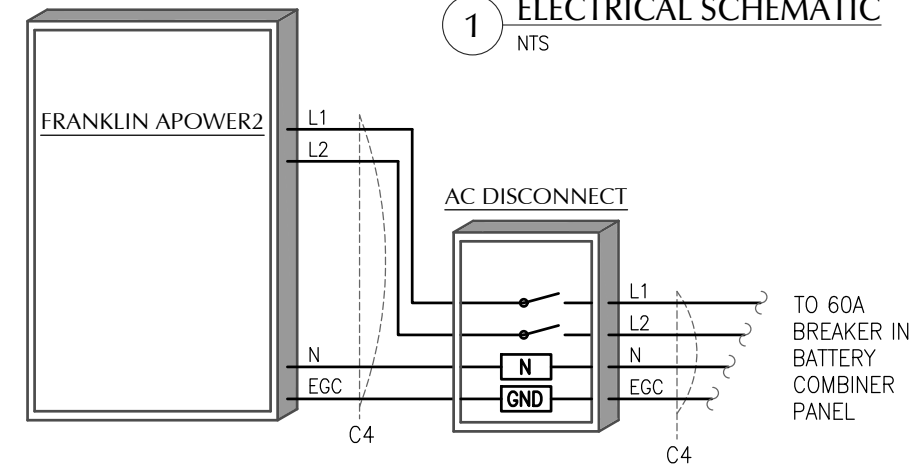 1
ELECTRICAL SCHEMATIC
NTS
FRANKLIN APOWER2
L1
L2
AC DISCONNECT
L1
L2
N
EGC
N
GND
N
EGC
TO 60A
BREAKER IN
BATTERY
COMBINER
PANEL
C4
C4